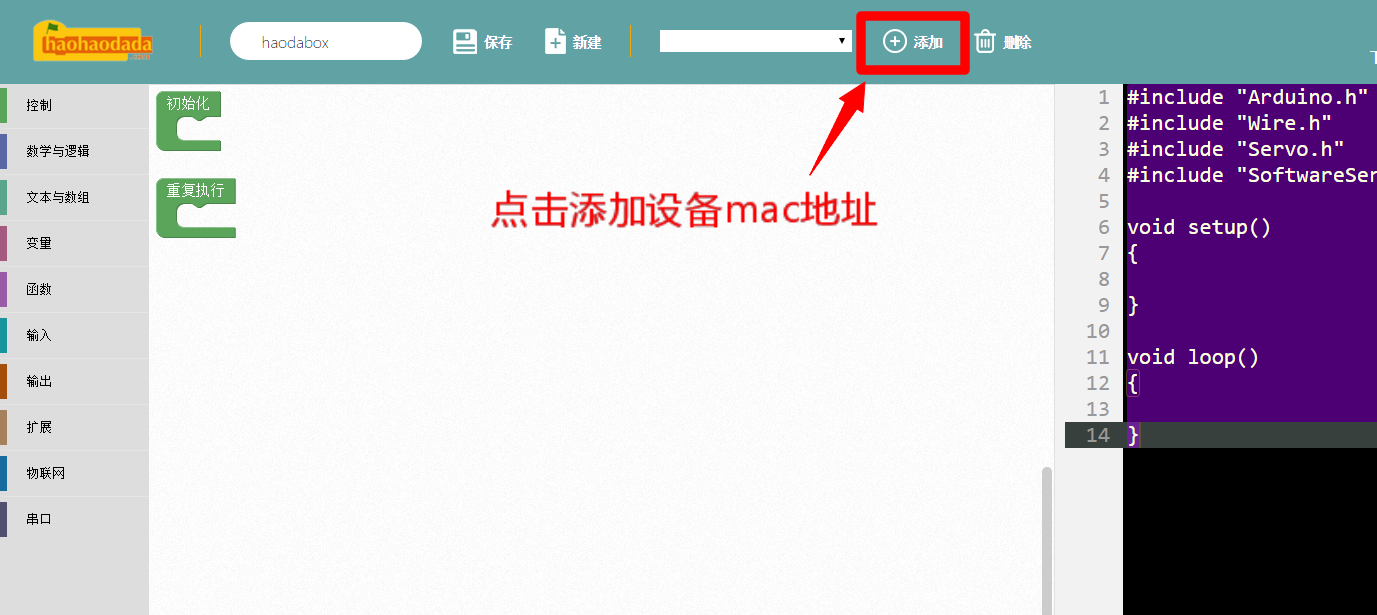 haohaodada
.com
haodabox
保存
新建
添加
删除
控制
数学与逻辑
文本与数组
变量
函数
输入
输出
扩展
物联网
串口
初始化
重复执行
点击添加设备mac地址
1 #include "Arduino.h"
2 #include "Wire.h"
3 #include "Servo.h"
4 #include "SoftwareSer
5
6 void setup()
7 {
8
9 }
10
11 void loop()
12 {
13
14 }